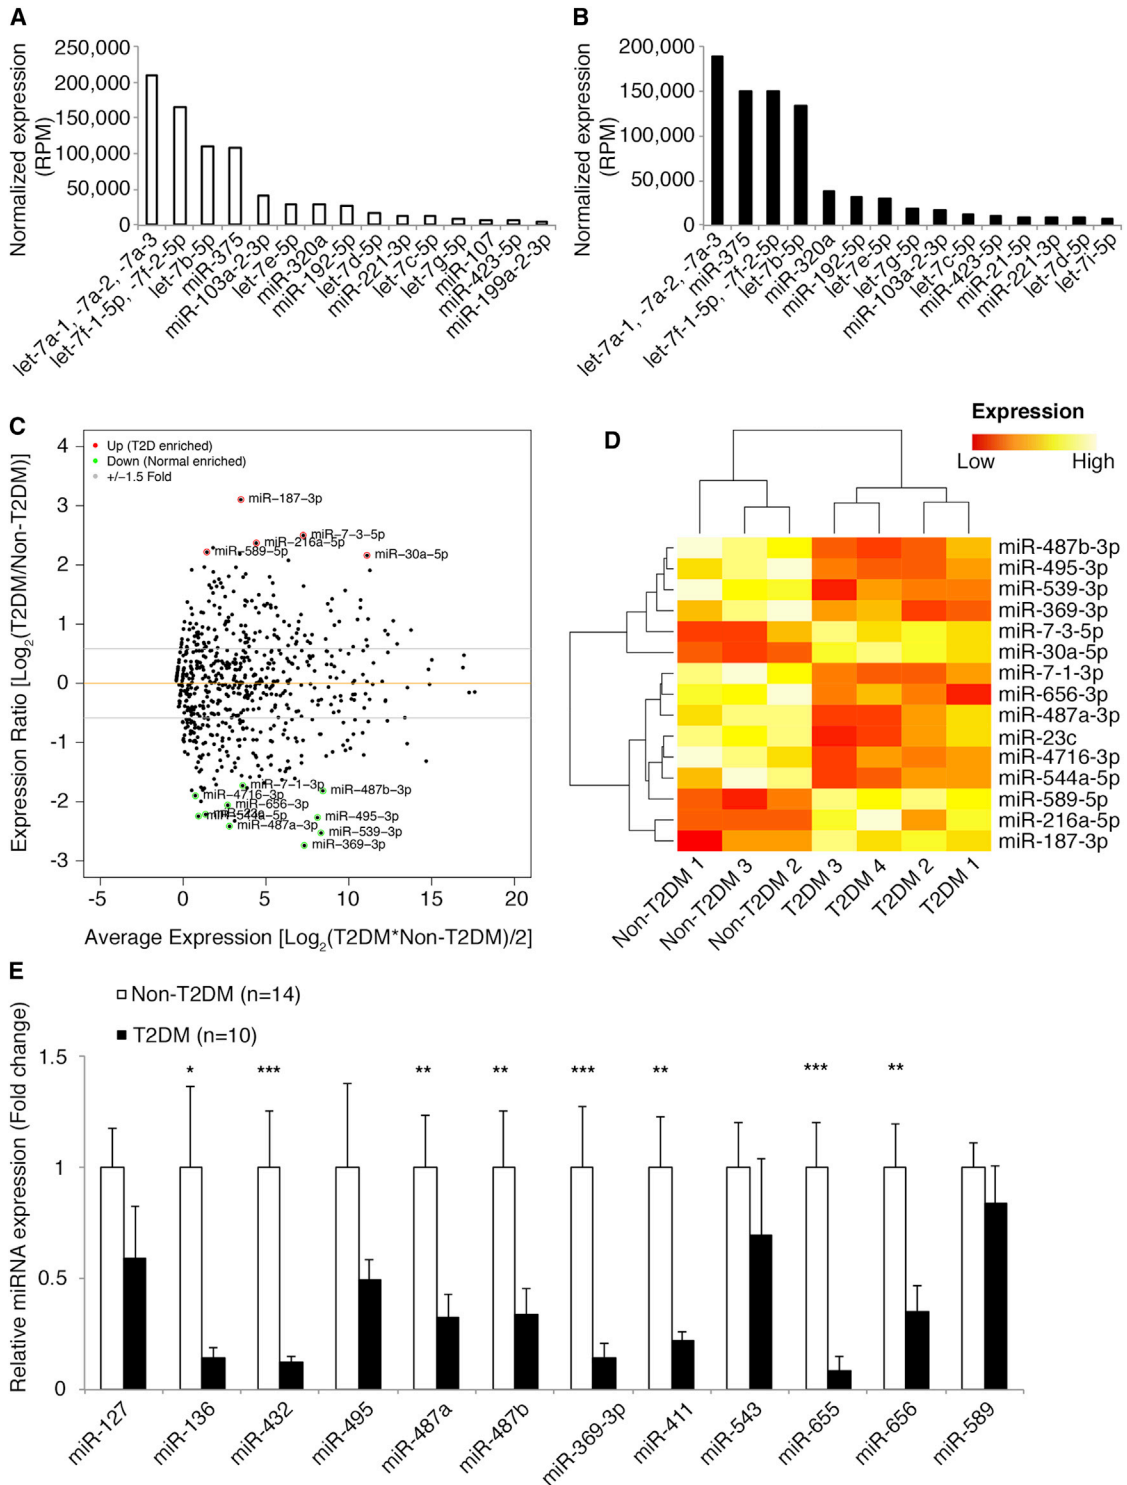 A
Normalized expression
(RPM)
250,000
200,000
150,000
100,000
50,000
0
let-7a-1, -7a-2, -7a-3
let-7f-1-5p, -7f-2-5p
let-7b-5p
miR-375
miR-103a-2-3p
let-7e-5p
miR-320a
miR-192-5p
let-7d-5p
miR-221-3p
let-7c-5p
let-7g-5p
miR-107
miR-423-5p
miR-199a-2-3p
B
Normalized expression
(RPM)
200,000
150,000
100,000
50,000
0
let-7a-1, -7a-2, -7a-3
miR-375
let-7f-1-5p, -7f-2-5p
let-7b-5p
miR-320a
miR-192-5p
let-7e-5p
let-7g-5p
miR-103a-2-3p
let-7c-5p
miR-423-5p
miR-21-5p
miR-221-3p
let-7d-5p
let-7i-5p
C
Expression Ratio [Log2(T2DM/Non-T2DM)]
4
3
2
1
0
-1
-2
-3
Up (T2D enriched)
Down (Normal enriched)
+/−1.5 Fold
miR−187−3p
miR−7−3−5p
miR−216a−5p
miR−589−5p
miR−30a−5p
miR−7−1−3p
miR−487b−3p
miR−4716−3p
miR−656−3p
miR−544a−5p
miR−495−3p
miR−487a−3p
miR−539−3p
miR−369−3p
-5
0
5
10
15
20
Average Expression [Log2(T2DM*Non-T2DM)/2]
D
Expression
Low
High
miR-487b-3p
miR-495-3p
miR-539-3p
miR-369-3p
miR-7-3-5p
miR-30a-5p
miR-7-1-3p
miR-656-3p
miR-487a-3p
miR-23c
miR-4716-3p
miR-544a-5p
miR-589-5p
miR-216a-5p
miR-187-3p
Non-T2DM 1
Non-T2DM 3
Non-T2DM 2
T2DM 3
T2DM 4
T2DM 2
T2DM 1
E
Relative miRNA expression (Fold change)
Non-T2DM (n=14)
T2DM (n=10)
1.5
1
0.5
0
*
***
**
**
***
**
***
**
miR-127
miR-136
miR-432
miR-495
miR-487a
miR-487b
miR-369-3p
miR-411
miR-543
miR-655
miR-656
miR-589